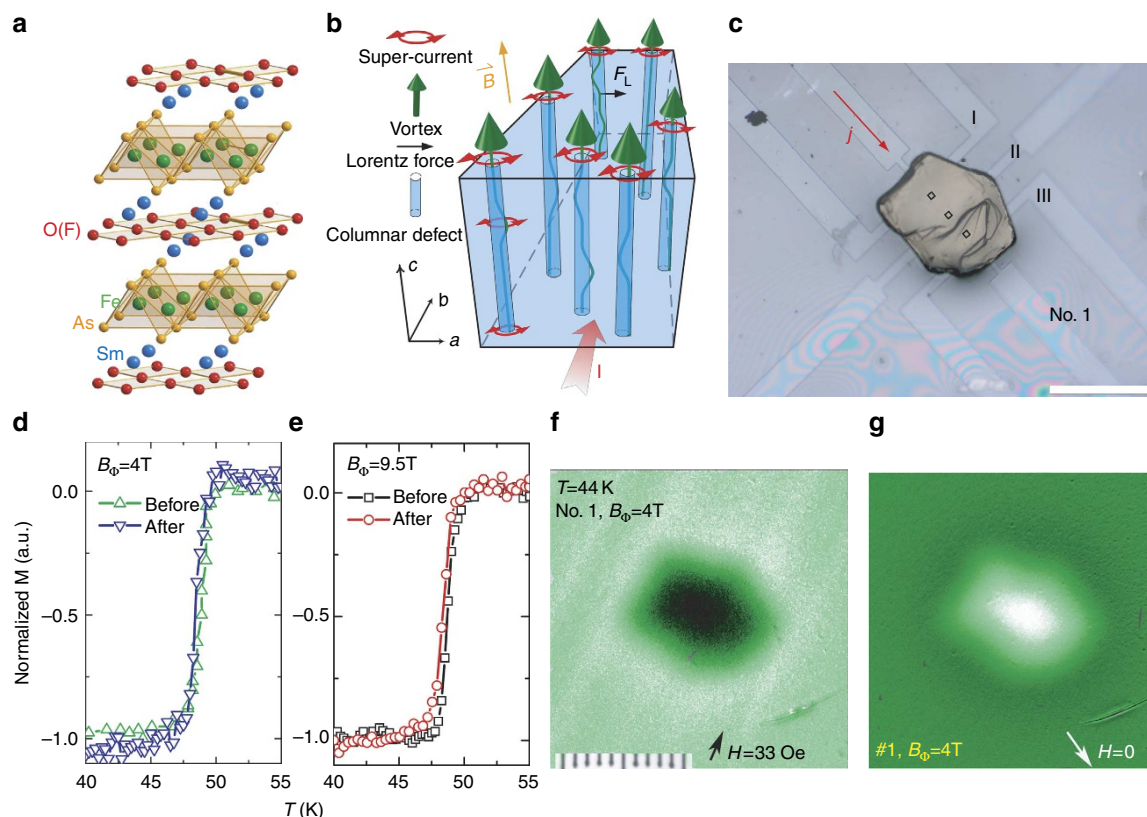 a
O(F)
Fe
As
Sm
b
Super-current
B
Vortex
Lorentz force
Columnar defect
F_L
c
b
a
I
c
j
I
II
III
No. 1
d
B_Φ=4T
Before
After
Normalized M (a.u.)
0.0
−0.5
−1.0
40 45 50 55
e
B_Φ=9.5T
Before
After
0.0
−0.5
−1.0
40 45 50 55
T (K)
f
T=44 K
No. 1, B_Φ=4T
H=33 Oe
g
#1, B_Φ=4T
H=0